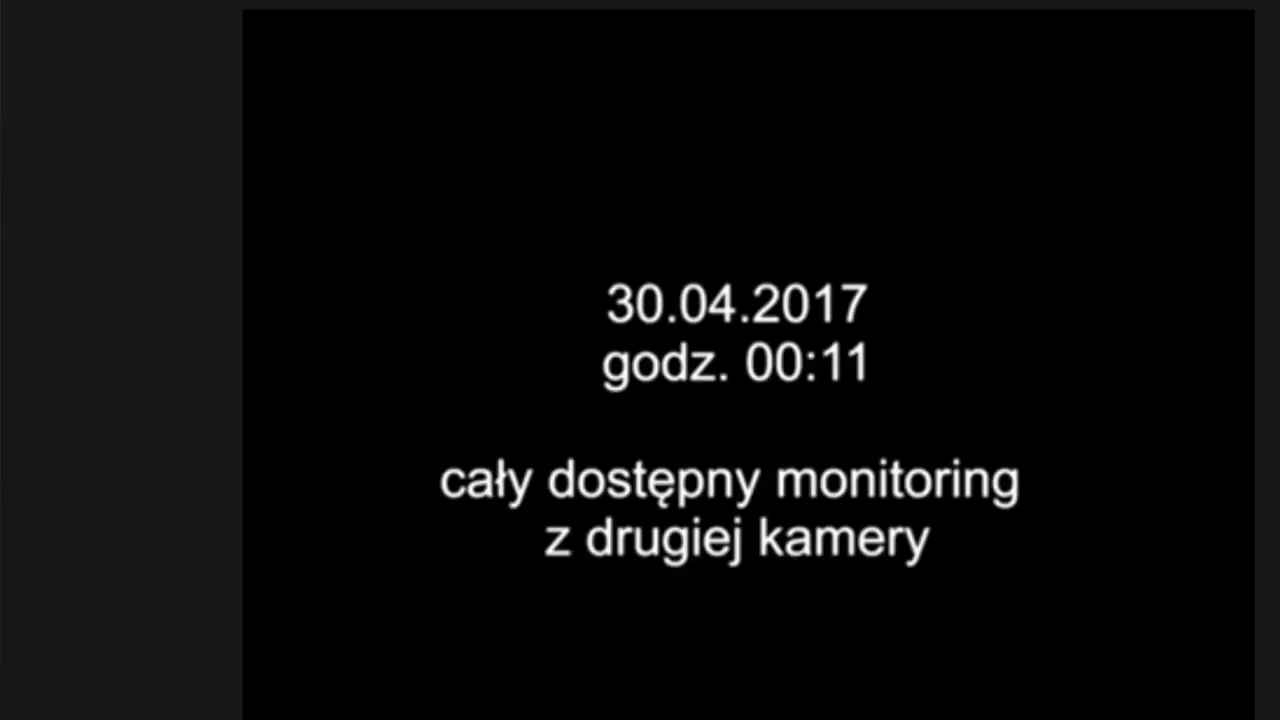 30.04.2017
godz. 00:11
cały dostępny monitoring
z drugiej kamery